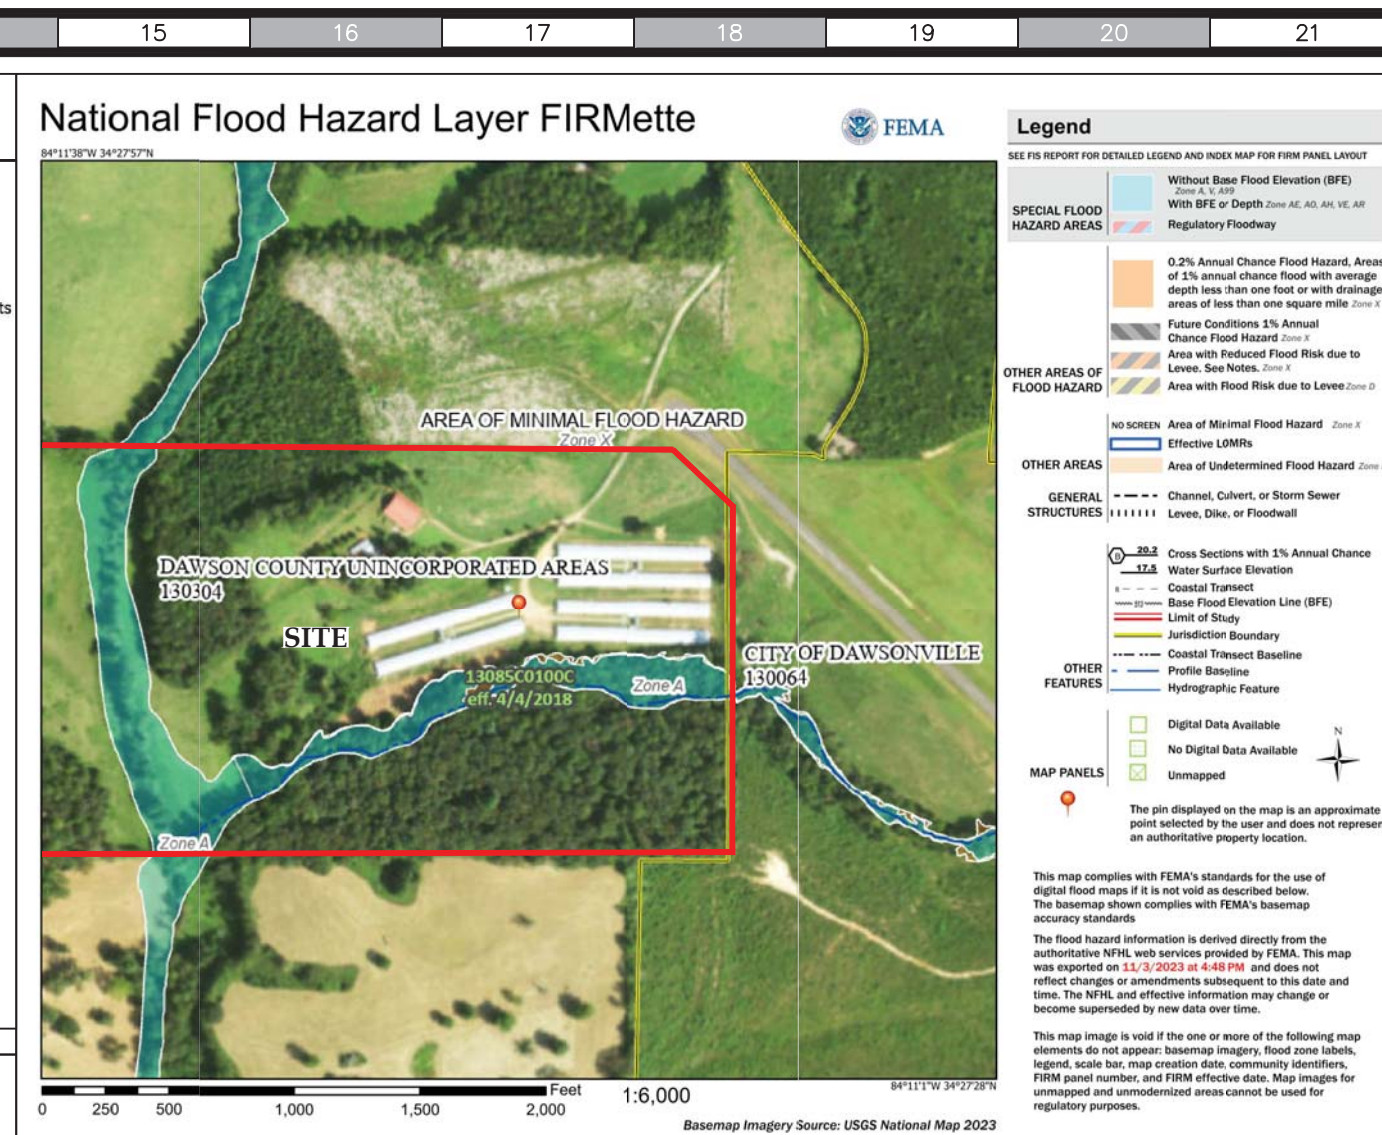 15 16 17 18 19 20 21
ts
National Flood Hazard Layer FIRMette
FEMA
84°11'38"W 34°27'57"N
AREA OF MINIMAL FLOOD HAZARD
Zone X
DAWSON COUNTY UNINCORPORATED AREAS
130304
SITE
CITY OF DAWSONVILLE
130064
13085C0100C
eff. 4/4/2018
Zone A
Zone A
84°11'1"W 34°27'28"N
Feet
1:6,000
0 250 500 1,000 1,500 2,000
Basemap Imagery Source: USGS National Map 2023
Legend
SEE FIS REPORT FOR DETAILED LEGEND AND INDEX MAP FOR FIRM PANEL LAYOUT
SPECIAL FLOOD
HAZARD AREAS
Without Base Flood Elevation (BFE)
Zone A, V, A99
With BFE or Depth Zone AE, AO, AH, VE, AR
Regulatory Floodway
0.2% Annual Chance Flood Hazard, Areas
of 1% annual chance flood with average
depth less than one foot or with drainage
areas of less than one square mile Zone X
Future Conditions 1% Annual
Chance Flood Hazard Zone X
Area with Reduced Flood Risk due to
Levee. See Notes. Zone X
Area with Flood Risk due to Levee Zone D
OTHER AREAS OF
FLOOD HAZARD
NO SCREEN Area of Minimal Flood Hazard Zone X
Effective LOMRs
OTHER AREAS
Area of Undetermined Flood Hazard Zone
GENERAL
STRUCTURES
Channel, Culvert, or Storm Sewer
Levee, Dike, or Floodwall
B 20.2 Cross Sections with 1% Annual Chance
17.5 Water Surface Elevation
8 Coastal Transect
513 Base Flood Elevation Line (BFE)
Limit of Study
Jurisdiction Boundary
Coastal Transect Baseline
OTHER
FEATURES
Profile Baseline
Hydrographic Feature
Digital Data Available
No Digital Data Available
MAP PANELS
Unmapped
N
The pin displayed on the map is an approximate
point selected by the user and does not represen
an authoritative property location.
This map complies with FEMA's standards for the use of
digital flood maps if it is not void as described below.
The basemap shown complies with FEMA's basemap
accuracy standards
The flood hazard information is derived directly from the
authoritative NFHL web services provided by FEMA. This map
was exported on 11/3/2023 at 4:48 PM and does not
reflect changes or amendments subsequent to this date and
time. The NFHL and effective information may change or
become superseded by new data over time.
This map image is void if the one or more of the following map
elements do not appear: basemap imagery, flood zone labels,
legend, scale bar, map creation date, community identifiers,
FIRM panel number, and FIRM effective date. Map images for
unmapped and unmodernized areas cannot be used for
regulatory purposes.